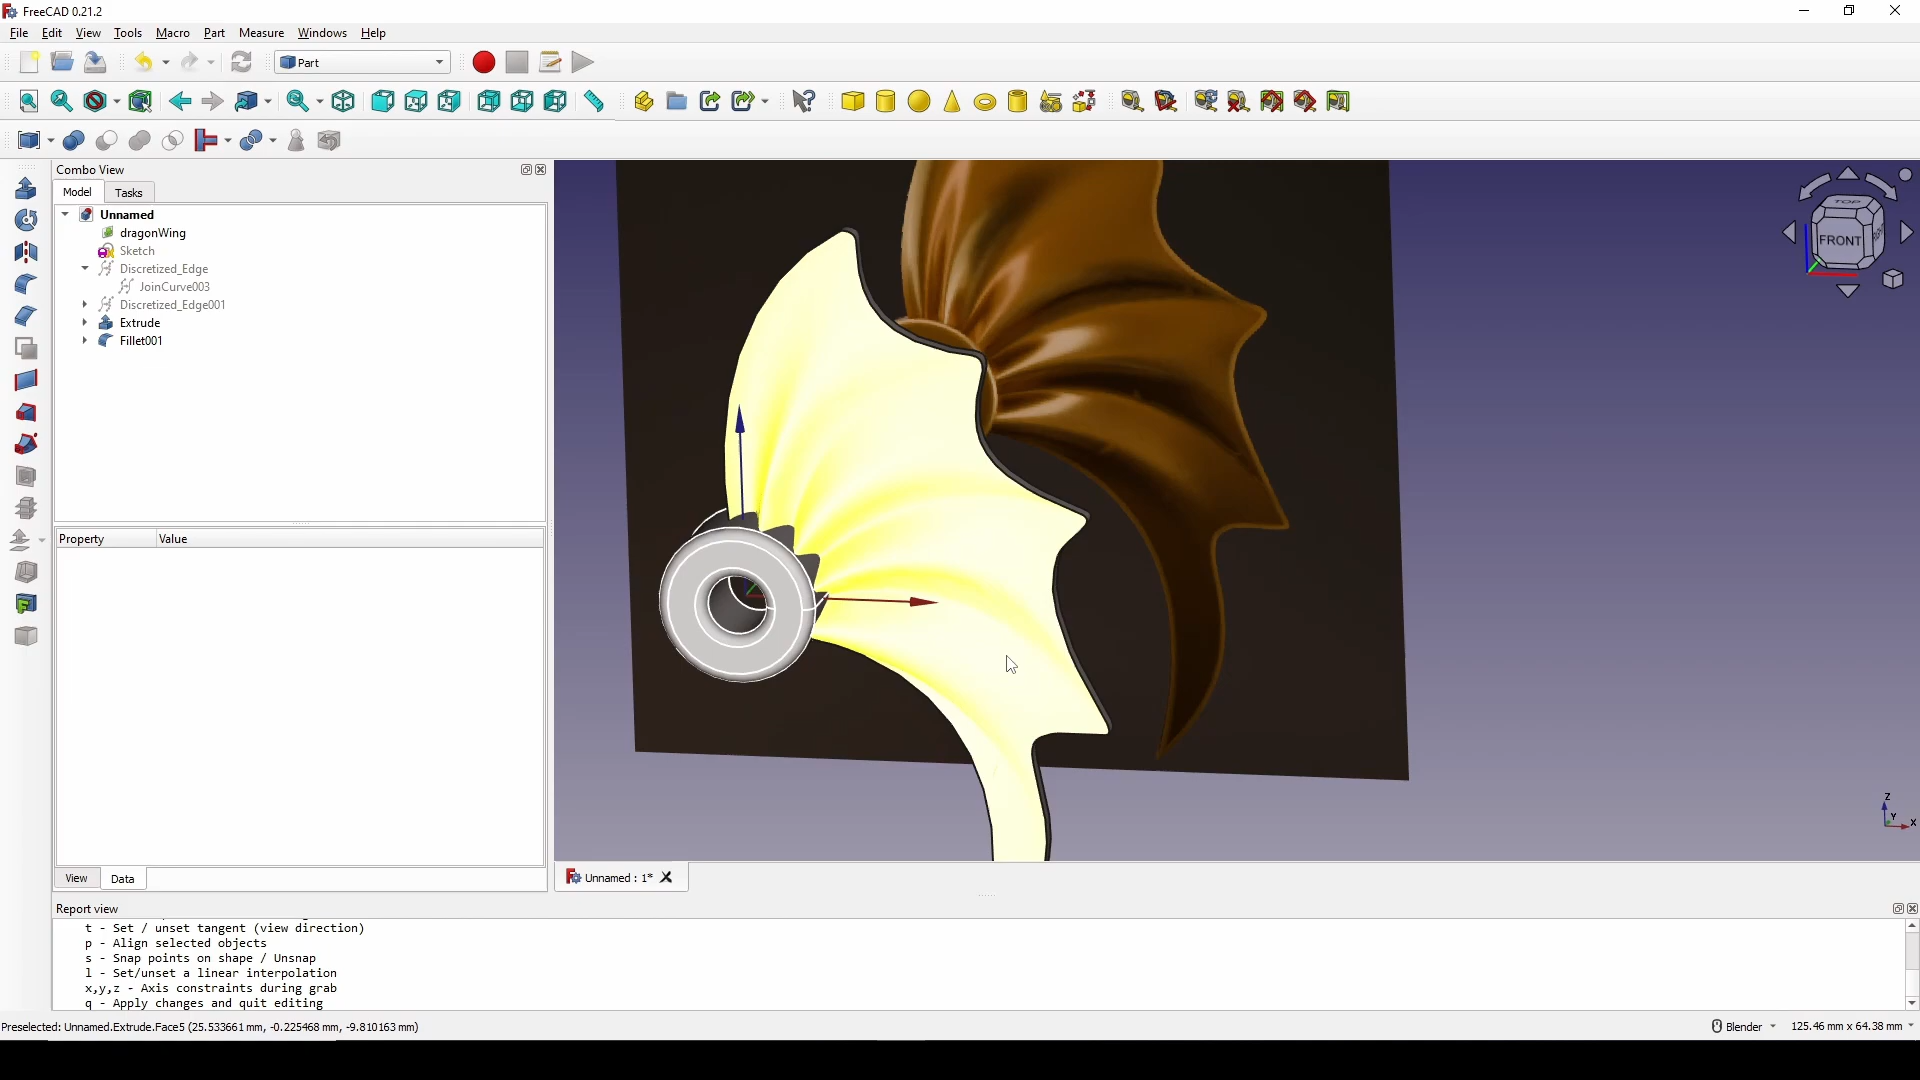 FreeCAD 0.21.2
File Edit View Tools Macro Part Measure Windows Help
Part
Combo View
Model Tasks
Unnamed
dragonWing
Sketch
Discretized_Edge
JoinCurve003
Discretized_Edge001
Extrude
Fillet001
Property Value
View Data
TOP
FRONT
Z
Y
X
Unnamed : 1*
Report view
t - Set / unset tangent (view direction)
p - Align selected objects
s - Snap points on shape / Unsnap
l - Set/unset a linear interpolation
x,y,z - Axis constraints during grab
q - Apply changes and quit editing
Preselected: Unnamed.Extrude.Face5 (25.533661 mm, -0.225468 mm, -9.810163 mm)
Blender 125.46 mm x 64.38 mm